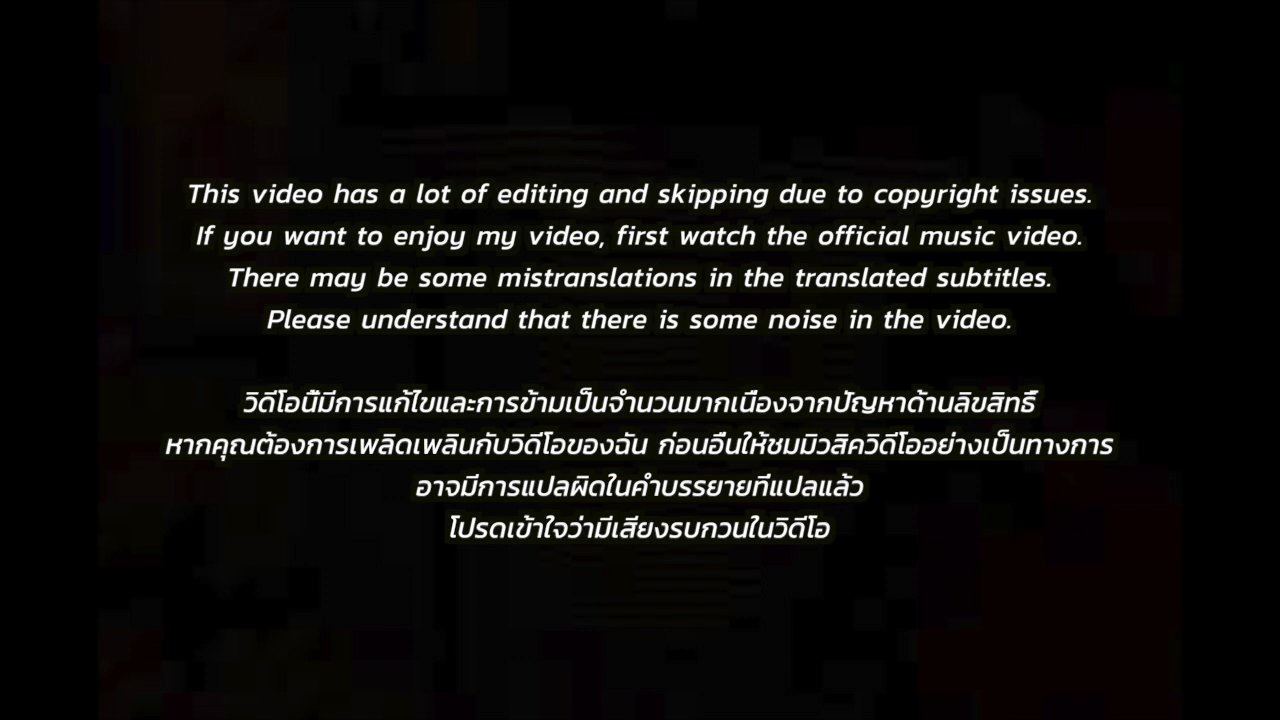 This video has a lot of editing and skipping due to copyright issues.
If you want to enjoy my video, first watch the official music video.
There may be some mistranslations in the translated subtitles.
Please understand that there is some noise in the video.
วิดีโอนี้มีการแก้ไขและการข้ามเป็นจำนวนมากเนื่องจากปัญหาด้านลิขสิทธิ์
หากคุณต้องการเพลิดเพลินกับวิดีโอของฉัน ก่อนอื่นให้ชมมิวสิควิดีโออย่างเป็นทางการ
อาจมีการแปลผิดในคำบรรยายที่แปลแล้ว
โปรดเข้าใจว่ามีเสียงรบกวนในวิดีโอ